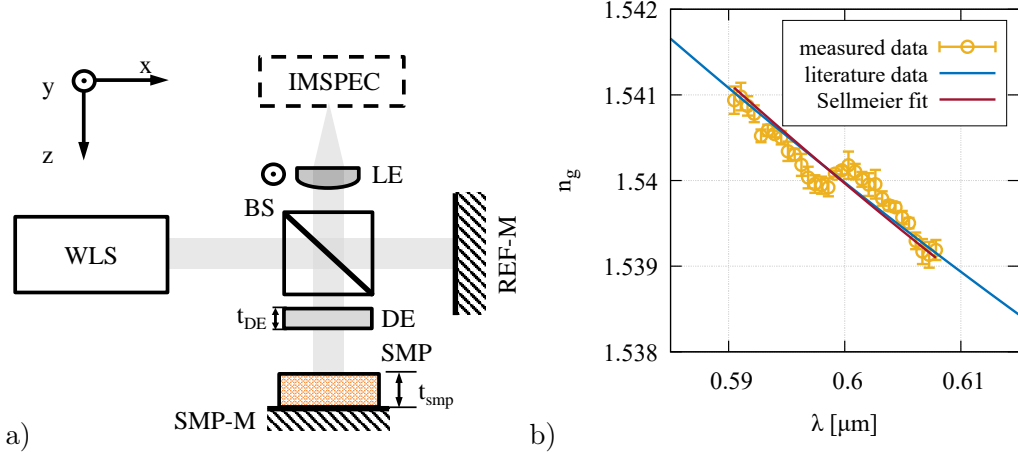 y
x
z
IMSPEC
LE
BS
WLS
REF-M
t_DE
DE
SMP
t_smp
SMP-M
a)
1.542
1.541
1.54
1.539
1.538
n_g
measured data
literature data
Sellmeier fit
0.59
0.6
0.61
λ [μm]
b)